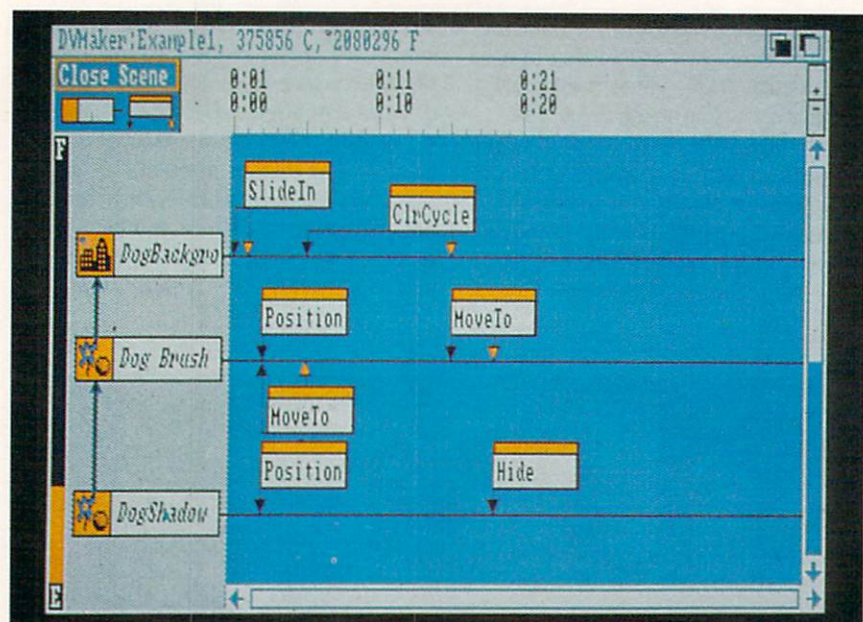 DVMaker:Example1, 375856 C,*2080296 F
Close Scene
0:01 0:11 0:21
0:00 0:10 0:20
+
-
F
SlideIn
ClrCycle
DogBackgro
Position
MoveTo
Dog Brush
MoveTo
Position
Hide
DogShadow
E